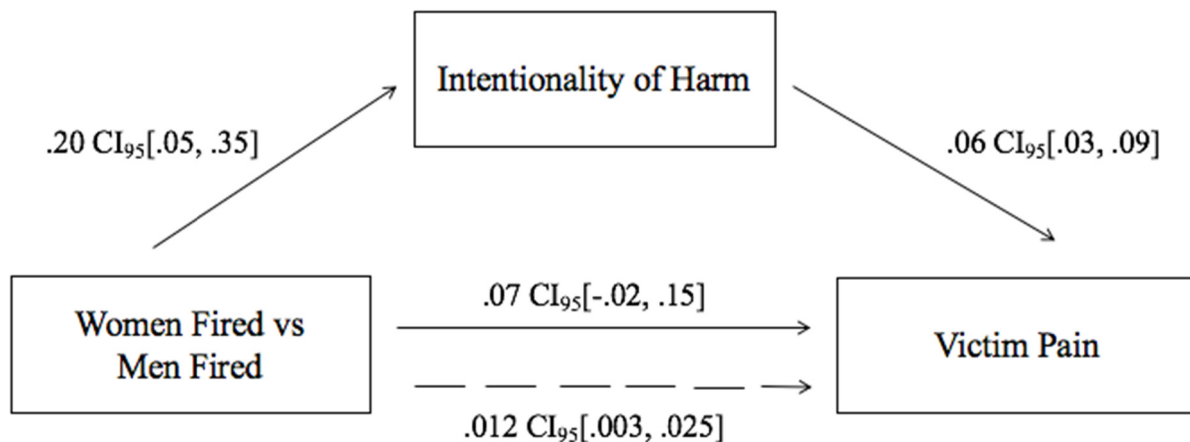 Intentionality of Harm
.20 CI₉₅[.05, .35]
.06 CI₉₅[.03, .09]
Women Fired vs
Men Fired
.07 CI₉₅[-.02, .15]
.012 CI₉₅[.003, .025]
Victim Pain